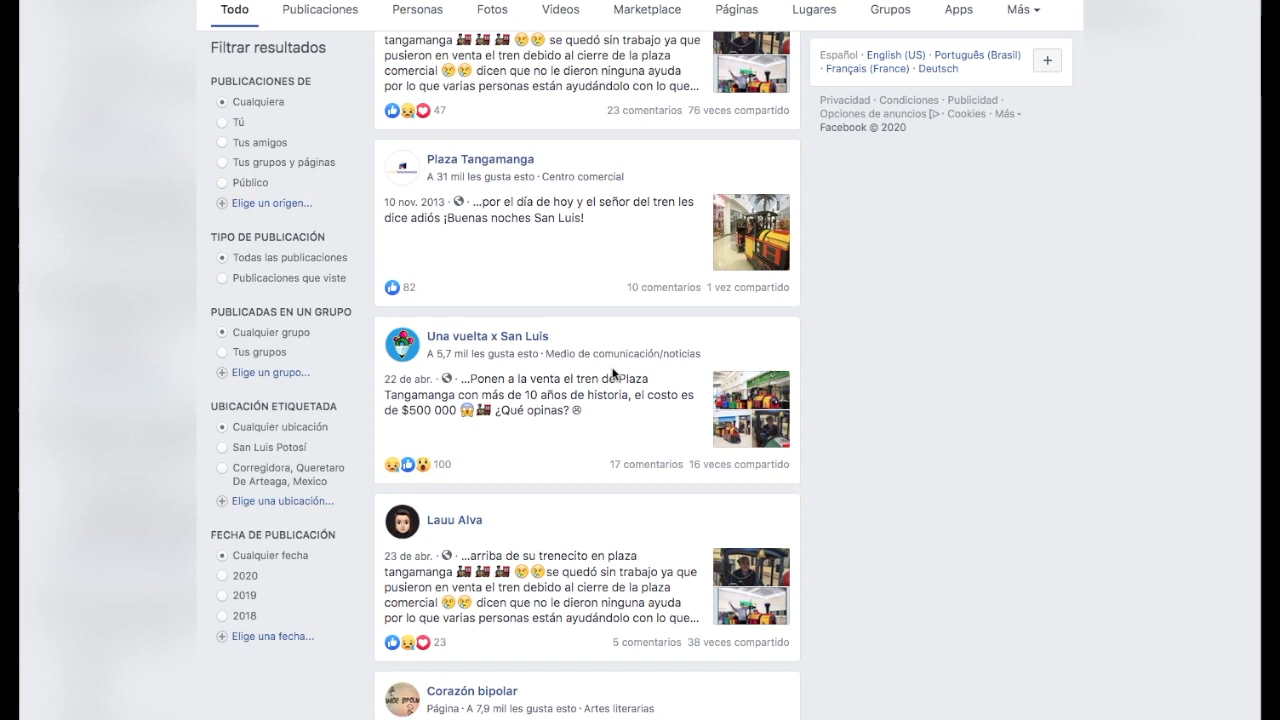 Todo Publicaciones Personas Fotos Videos Marketplace Páginas Lugares Grupos Apps Más
Filtrar resultados
PUBLICACIONES DE
Cualquiera
Tú
Tus amigos
Tus grupos y páginas
Público
Elige un origen...
TIPO DE PUBLICACIÓN
Todas las publicaciones
Publicaciones que viste
PUBLICADAS EN UN GRUPO
Cualquier grupo
Tus grupos
Elige un grupo...
UBICACIÓN ETIQUETADA
Cualquier ubicación
San Luis Potosí
Corregidora, Queretaro
De Arteaga, Mexico
Elige una ubicación...
FECHA DE PUBLICACIÓN
Cualquier fecha
2020
2019
2018
Elige una fecha...
tangamanga 🚂 🚂 🚂 😢😢 se quedó sin trabajo ya que
pusieron en venta el tren debido al cierre de la plaza
comercial 😢😢 dicen que no le dieron ninguna ayuda
por lo que varias personas están ayudándolo con lo que...
47 23 comentarios 76 veces compartido
Plaza Tangamanga
A 31 mil les gusta esto · Centro comercial
10 nov. 2013 · ...por el día de hoy y el señor del tren les
dice adiós ¡Buenas noches San Luis!
82 10 comentarios 1 vez compartido
Una vuelta x San Luis
A 5,7 mil les gusta esto · Medio de comunicación/noticias
22 de abr. · ...Ponen a la venta el tren de Plaza
Tangamanga con más de 10 años de historia, el costo es
de $500 000 😱🚂 ¿Qué opinas? ☹
100 17 comentarios 16 veces compartido
Lauu Alva
23 de abr. · ...arriba de su trenecito en plaza
tangamanga 🚂 🚂 🚂 😢😢se quedó sin trabajo ya que
pusieron en venta el tren debido al cierre de la plaza
comercial 😢😢 dicen que no le dieron ninguna ayuda
por lo que varias personas están ayudándolo con lo que...
23 5 comentarios 38 veces compartido
Corazón bipolar
Página · A 7,9 mil les gusta esto · Artes literarias
Español · English (US) · Português (Brasil)
· Français (France) · Deutsch
+
Privacidad · Condiciones · Publicidad ·
Opciones de anuncios · Cookies · Más
Facebook © 2020